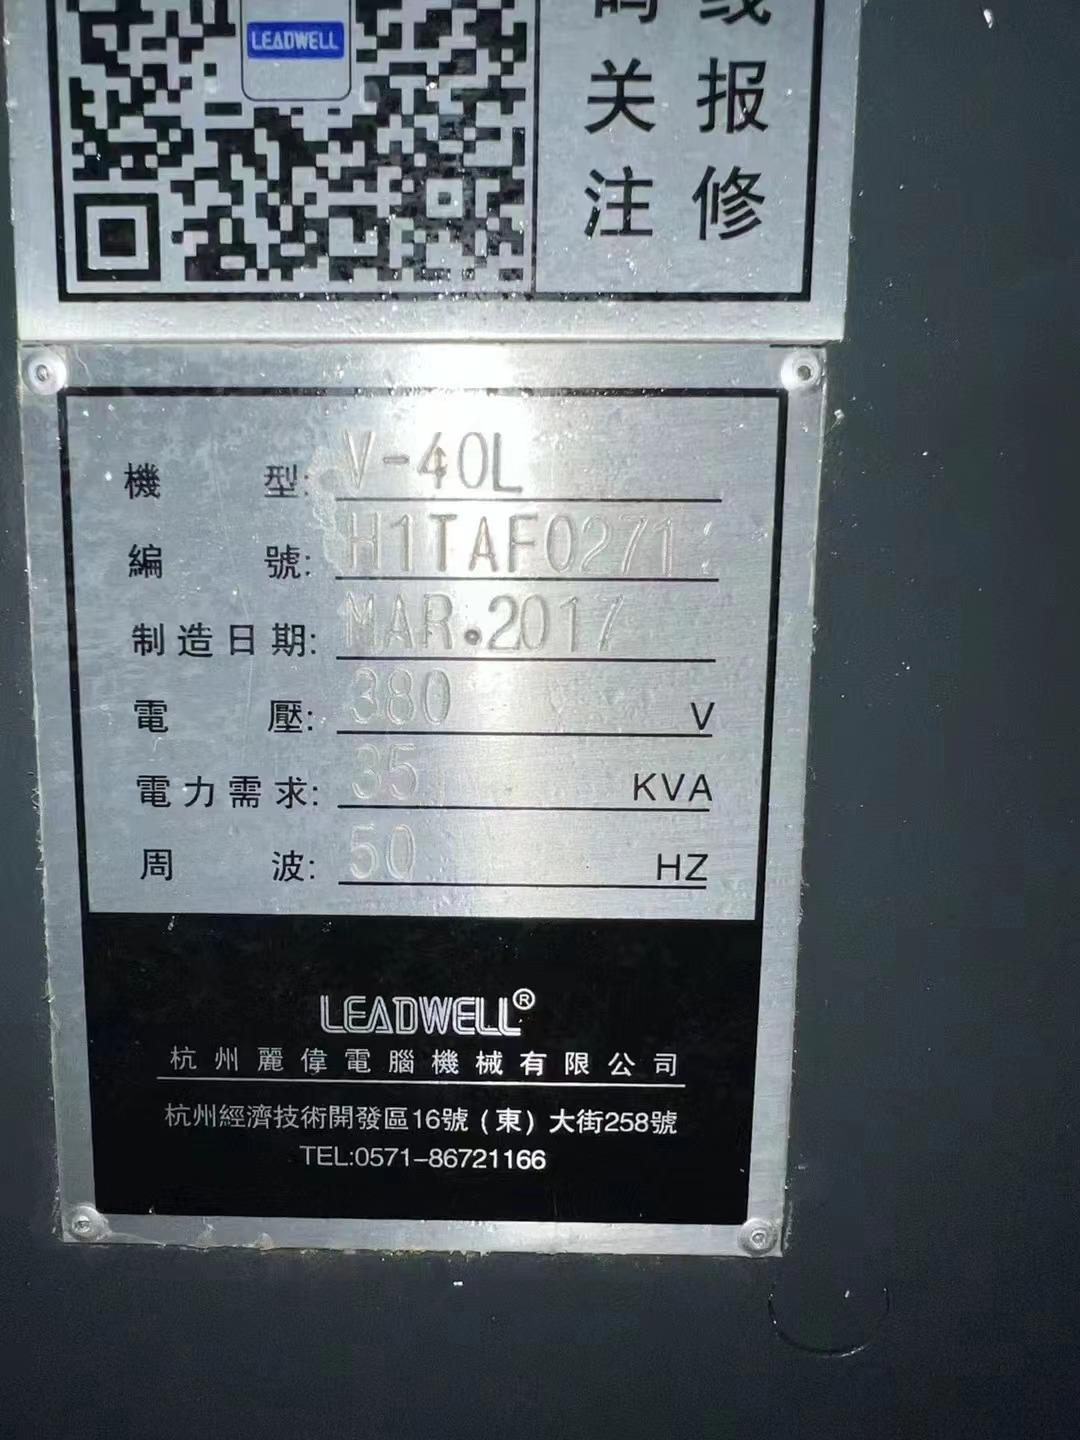 LEADWELL
码 线
关 报
注 修
機 型: V-40L
編 號: H1TAF0271
制造日期: MAR.2017
電 壓: 380 V
電力需求: 35 KVA
周 波: 50 HZ
LEADWELL®
杭州麗偉電腦機械有限公司
杭州經濟技術開發區16號(東)大街258號
TEL:0571-86721166